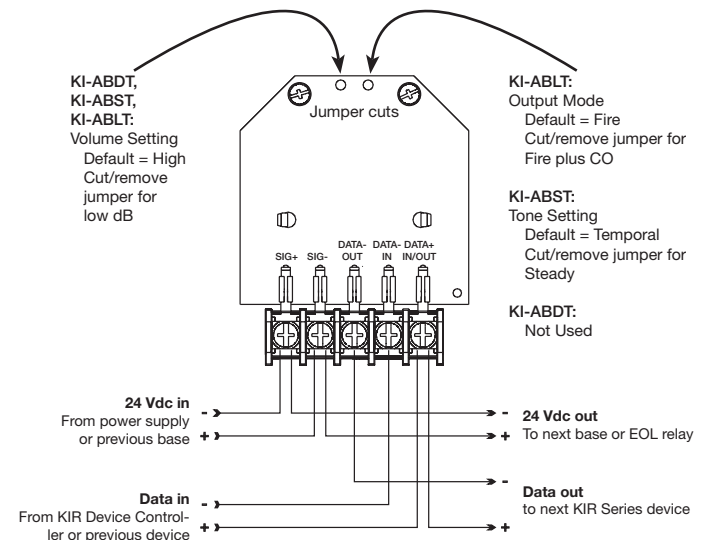 KI-ABDT,
KI-ABST,
KI-ABLT:
Volume Setting
Default = High
Cut/remove
jumper for
low dB
Jumper cuts
KI-ABLT:
Output Mode
Default = Fire
Cut/remove jumper for
Fire plus CO
KI-ABST:
Tone Setting
Default = Temporal
Cut/remove jumper for
Steady
KI-ABDT:
Not Used
DATA- DATA- DATA+
SIG+ SIG- OUT IN IN/OUT
24 Vdc in
From power supply
or previous base
-
+
-
+
24 Vdc out
To next base or EOL relay
Data in
From KIR Device Control-
ler or previous device
-
+
-
+
Data out
to next KIR Series device